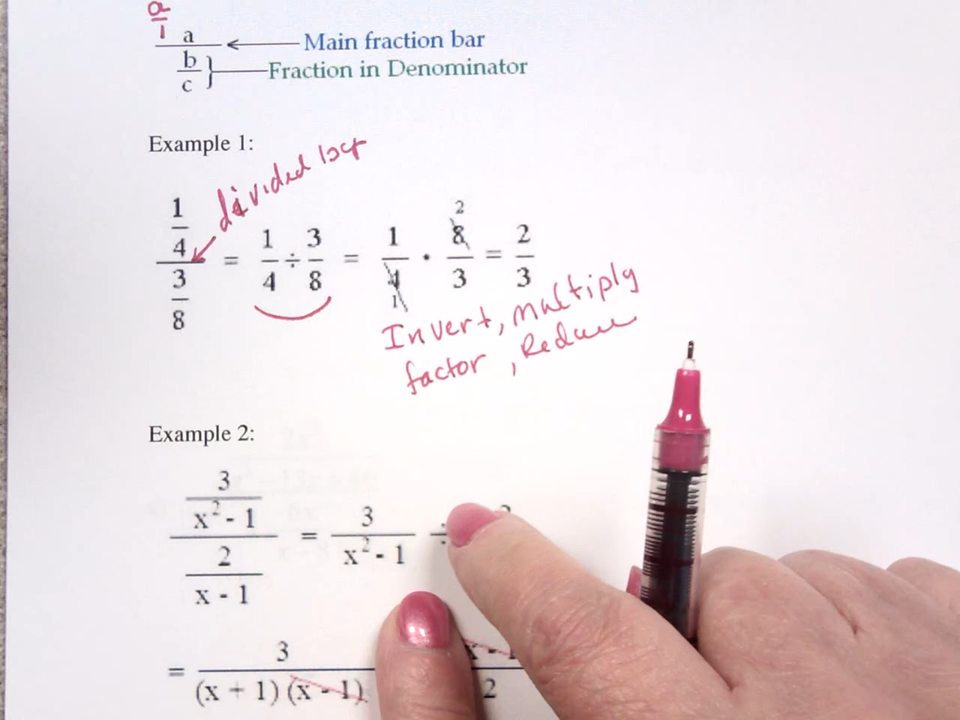 a/1
a ← Main fraction bar
b/c } Fraction in Denominator
Example 1:
divided by
(1/4)/(3/8) = 1/4 ÷ 3/8 = 1/4 · 8/3 = 2/3
2
1
Invert, multiply
factor, Reduce
Example 2:
(3/(x² - 1))/(2/(x - 1)) = 3/(x² - 1) ÷
= 3/((x + 1)(x - 1)) x - 1/2